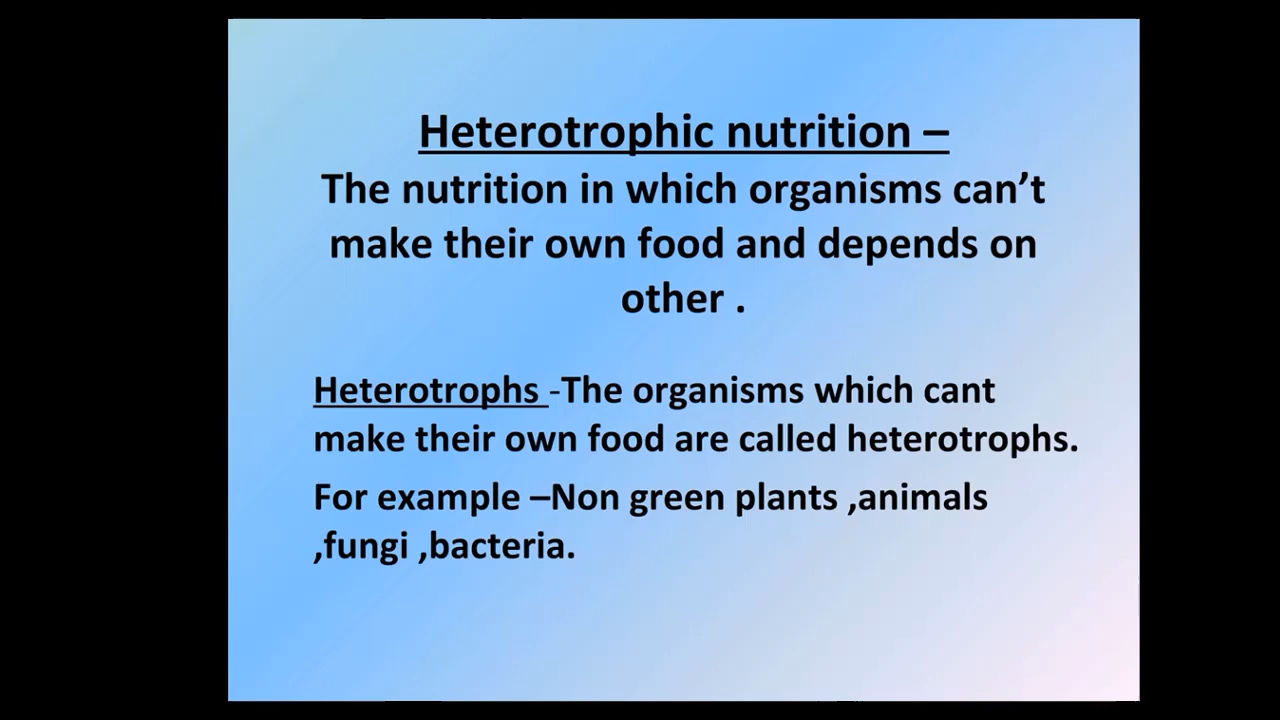 Heterotrophic nutrition –
The nutrition in which organisms can’t
make their own food and depends on
other .
Heterotrophs -The organisms which cant
make their own food are called heterotrophs.
For example –Non green plants ,animals
,fungi ,bacteria.